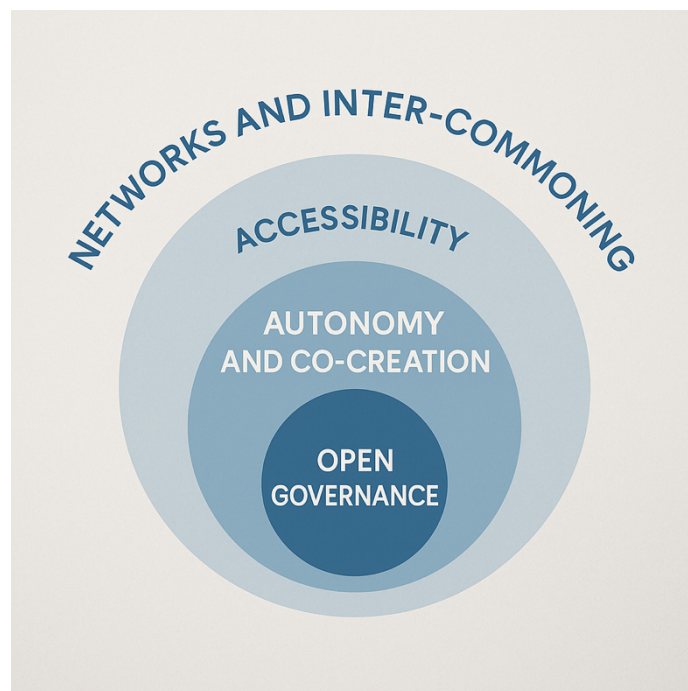 NETWORKS AND INTER-COMMONING
ACCESSIBILITY
AUTONOMY
AND CO-CREATION
OPEN
GOVERNANCE